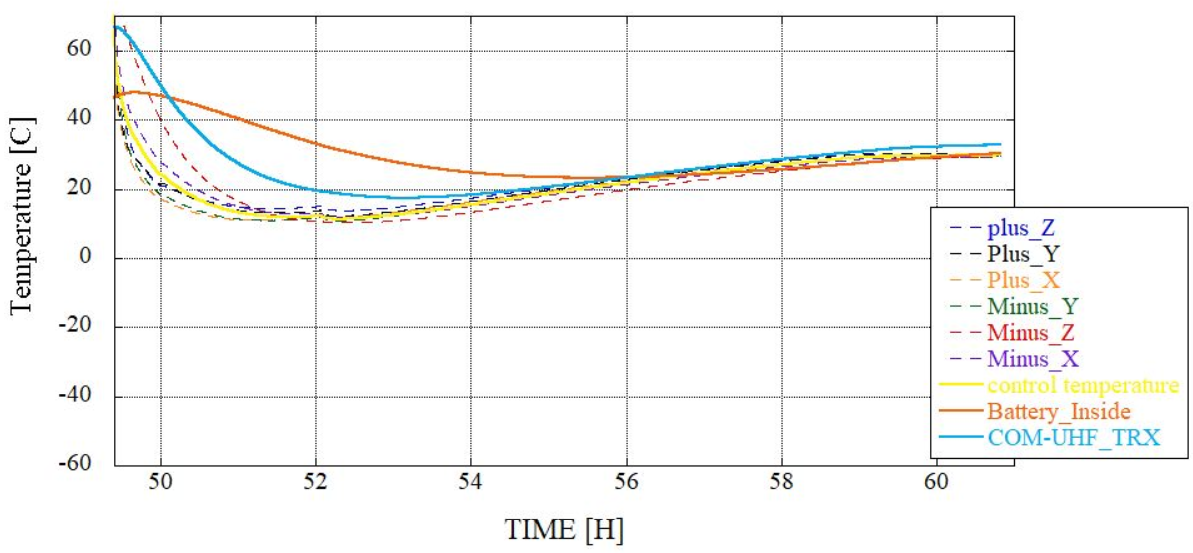 Temperature [C]
60
40
20
0
-20
-40
-60
50
52
54
56
58
60
TIME [H]
plus_Z
Plus_Y
Plus_X
Minus_Y
Minus_Z
Minus_X
control temperature
Battery_Inside
COM-UHF_TRX